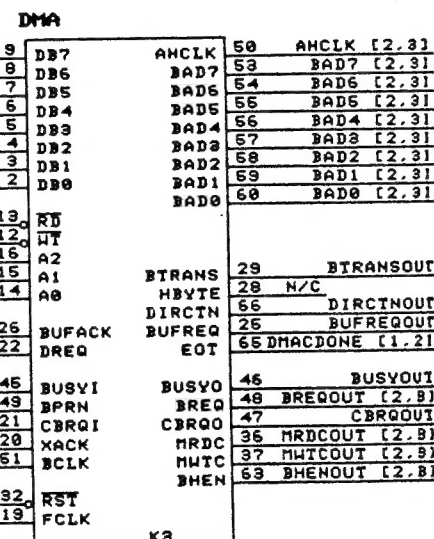 DMA
9 DB7 AHCLK 50 AHCLK [2,3]
8 DB6 BAD7 53 BAD7 [2,3]
7 DB5 BAD6 54 BAD6 [2,3]
6 DB4 BAD5 55 BAD5 [2,3]
5 DB3 BAD4 56 BAD4 [2,3]
4 DB2 BAD3 57 BAD3 [2,3]
3 DB1 BAD2 58 BAD2 [2,3]
2 DB0 BAD1 59 BAD1 [2,3]
BAD0 60 BAD0 [2,3]
13 RD
12 WT
16 A2
15 A1 BTRANS 29 BTRANSOUT
14 A0 HBYTE 28 N/C
DIRCTN 66 DIRCTNOUT
26 BUFACK BUFREQ 25 BUFREQOUT
22 DREQ EOT 65 DMACDONE [1,2]
45 BUSYI BUSYO 46 BUSYOUT
49 BPRN BREQ 48 BREQOUT [2,9]
21 CBRQI CBRQO 47 CBRQOUT
20 XACK MRDC 36 MRDCOUT [2,9]
61 BCLK MWTC 37 MWTCOUT [2,9]
BHEN 63 BHENOUT [2,8]
32 RST
19 FCLK
K3